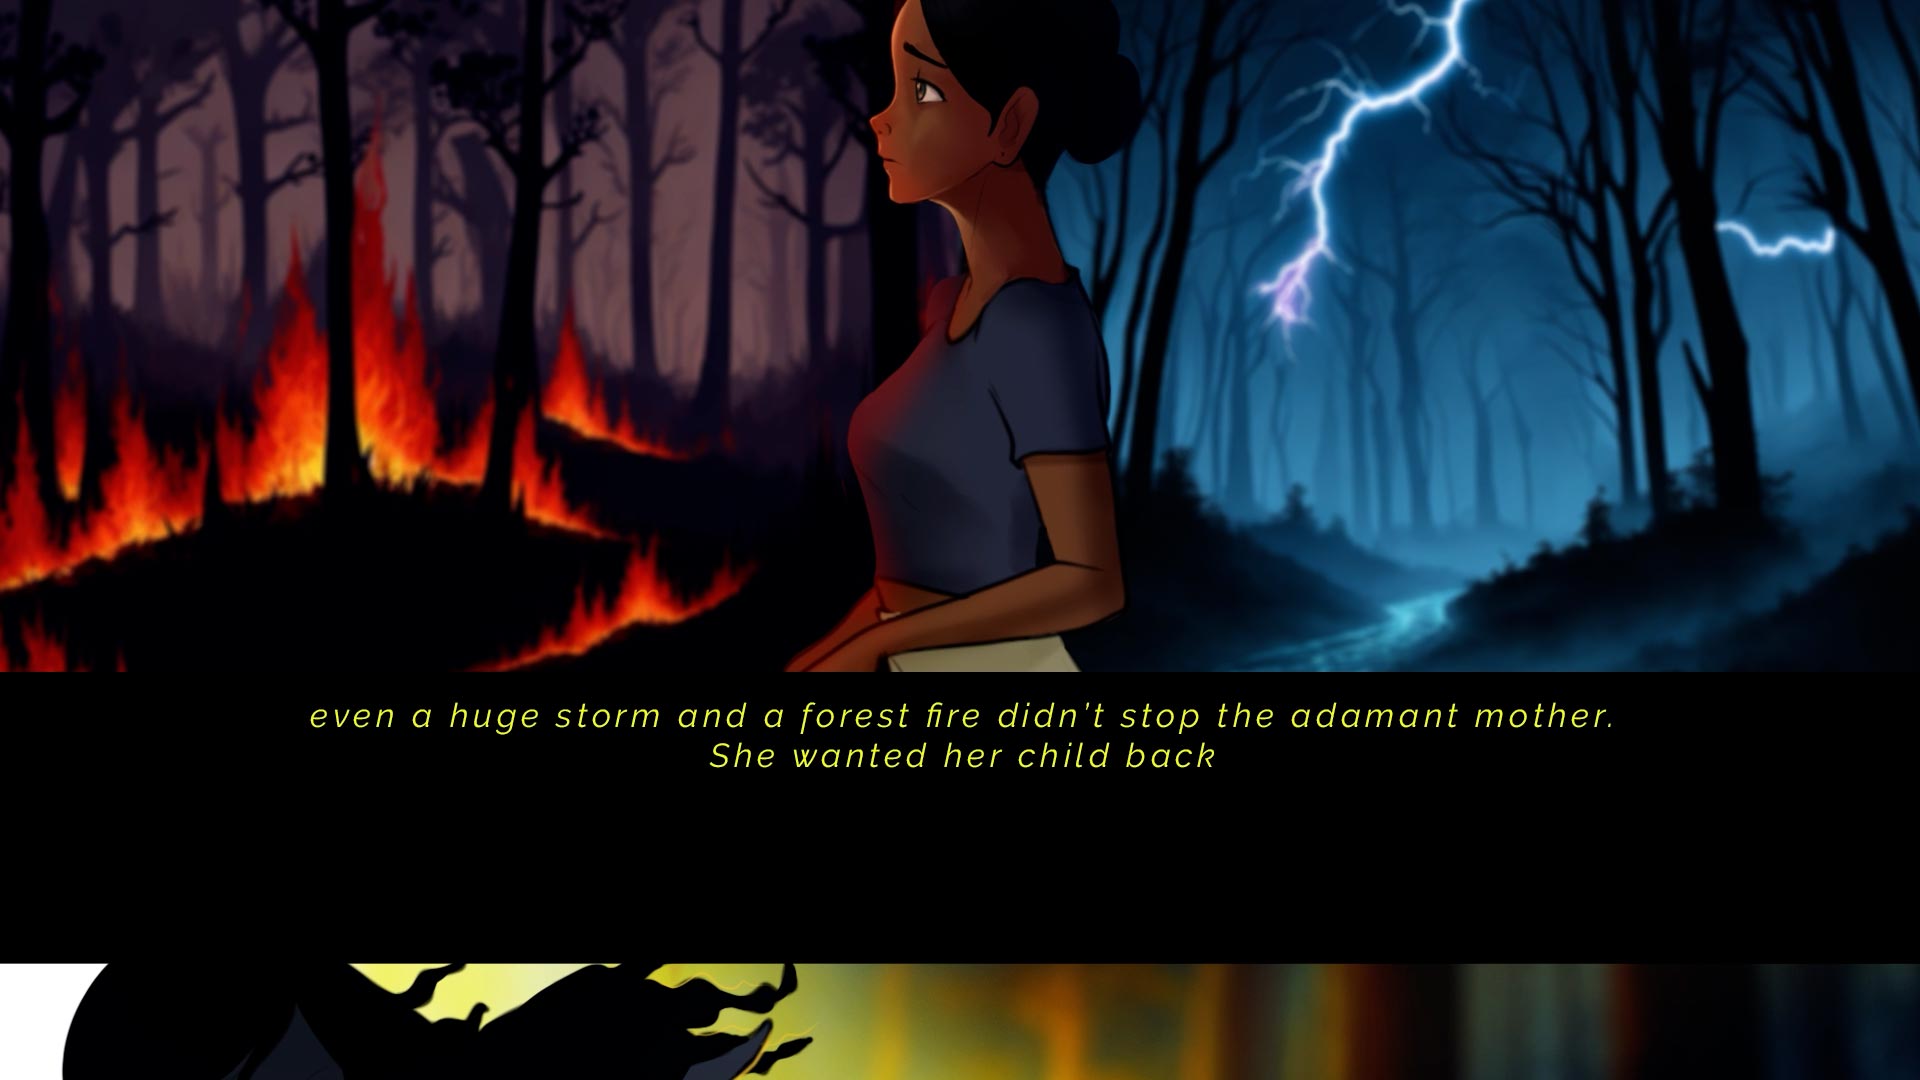 even a huge storm and a forest fire didn't stop the adamant mother.
She wanted her child back